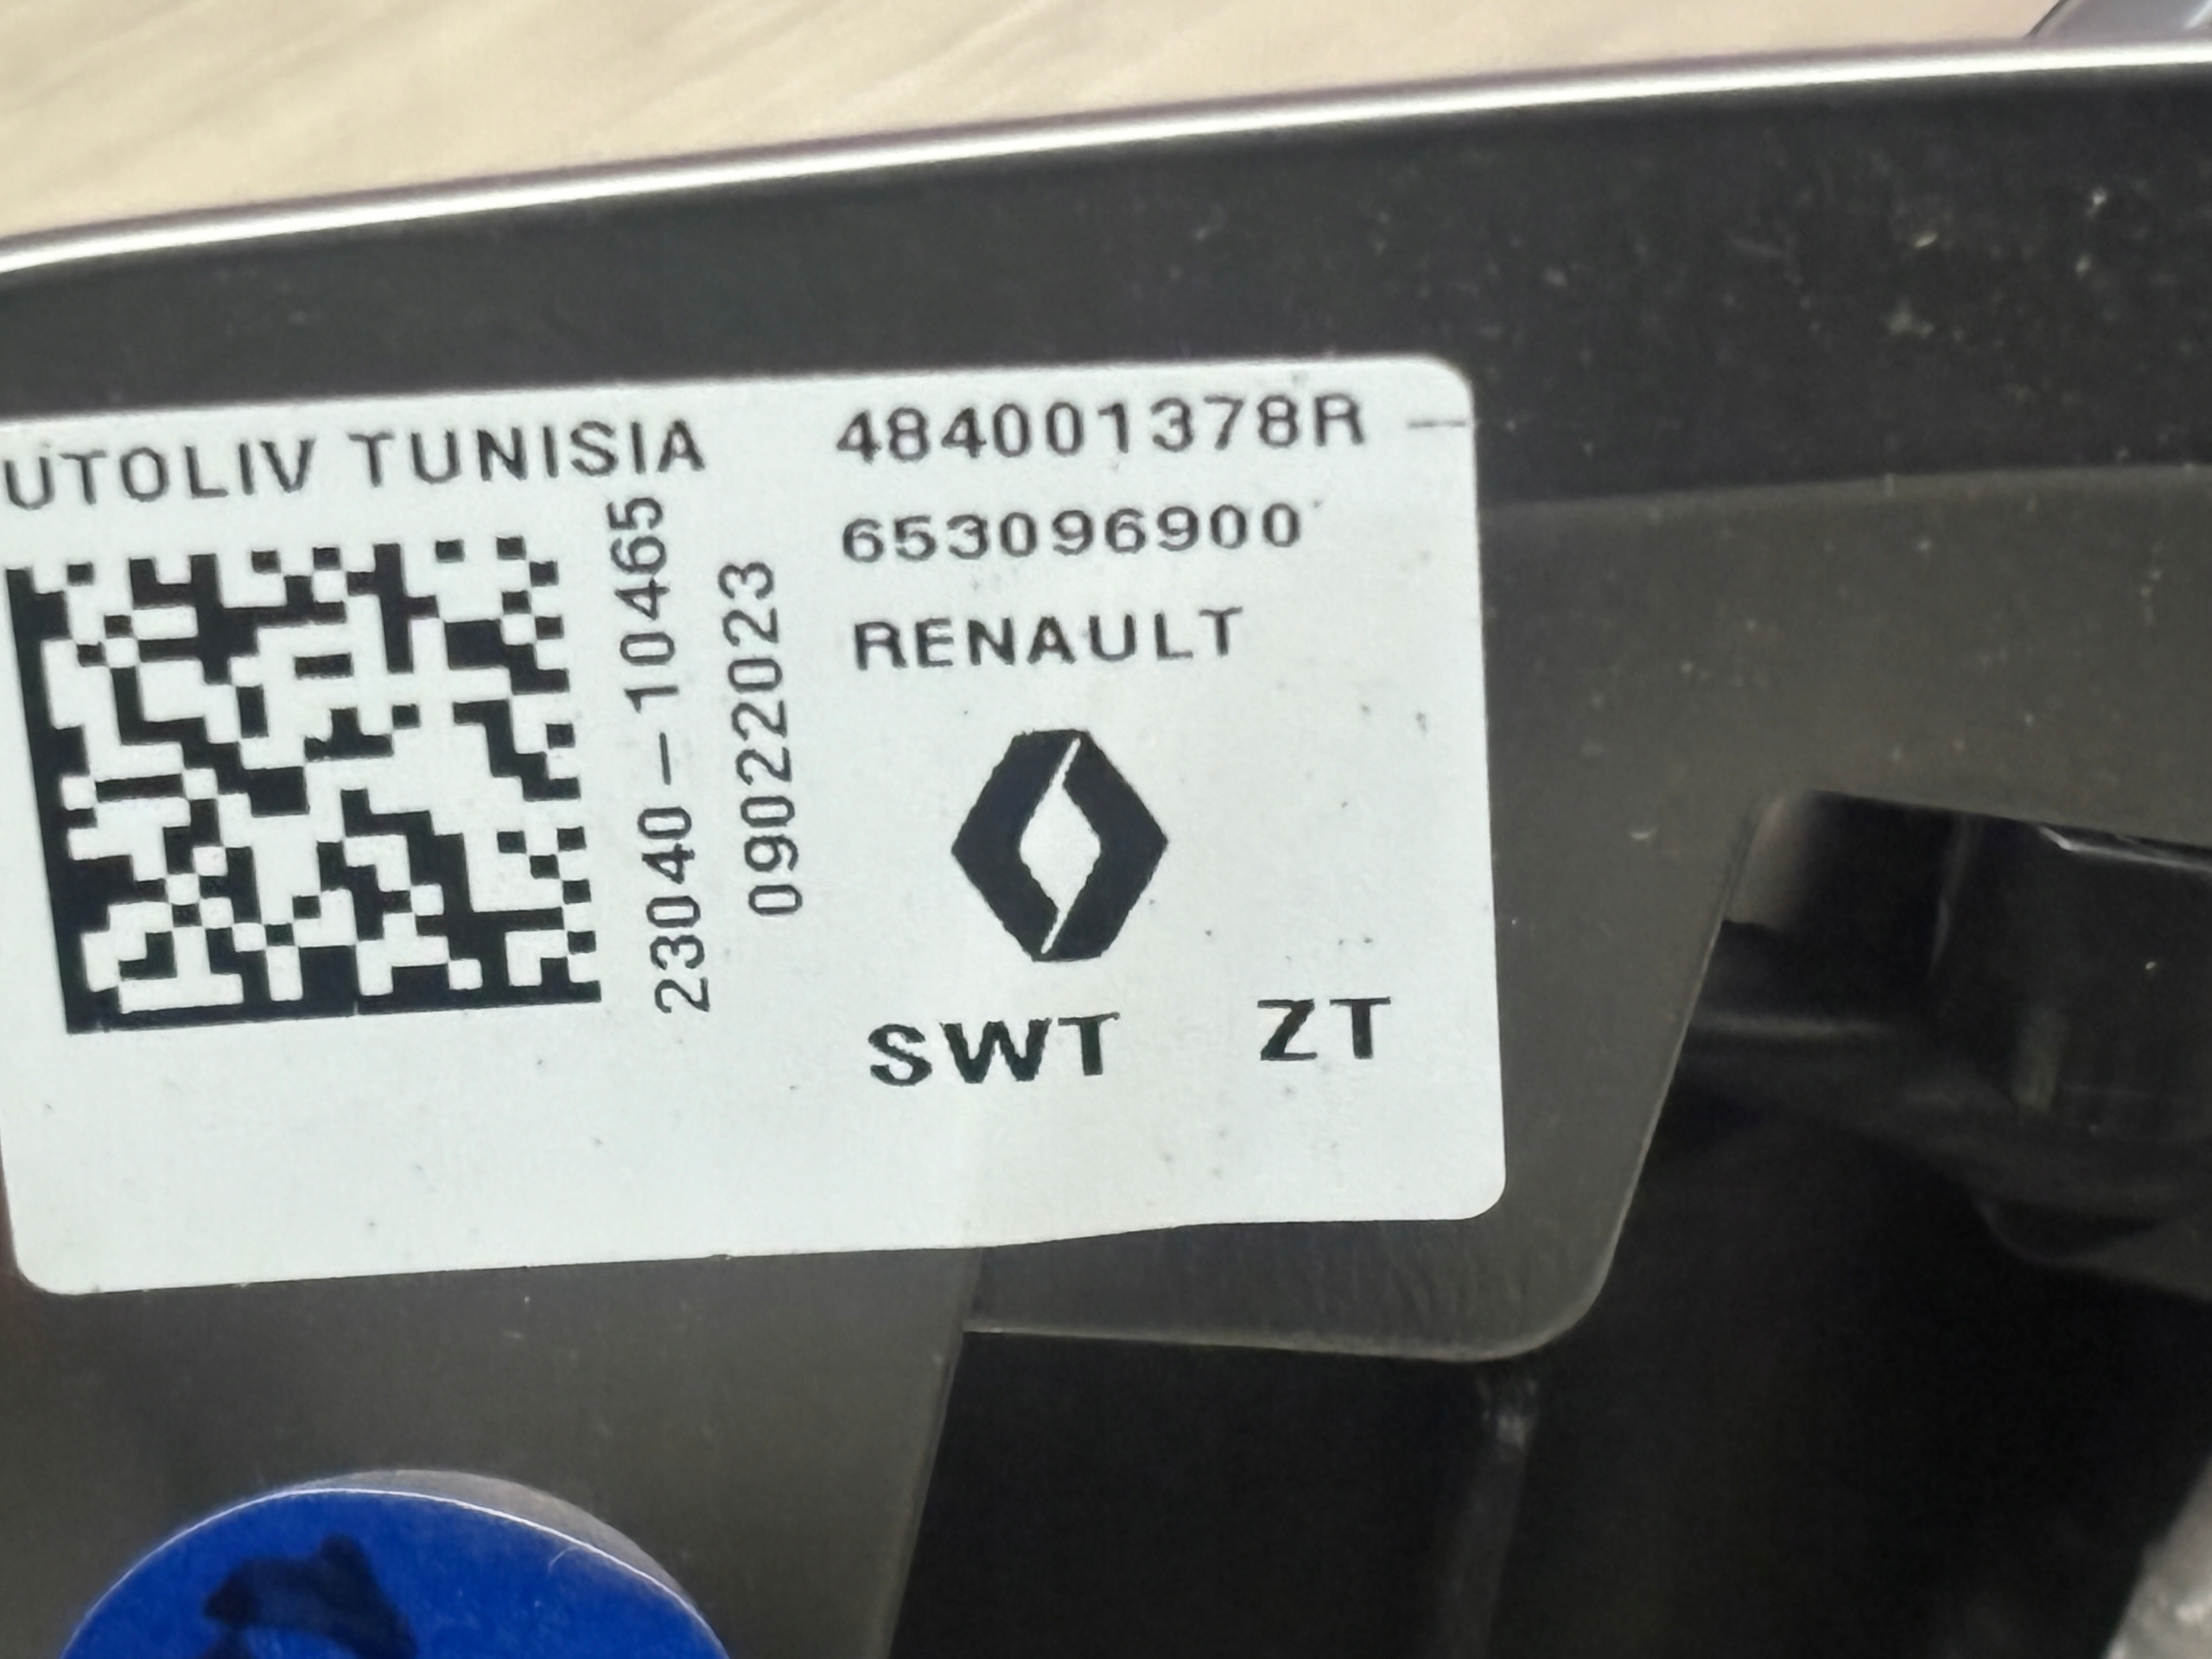 UTOLIV TUNISIA
23040-10465
09022023
484001378R
653096900
RENAULT
SWT ZT